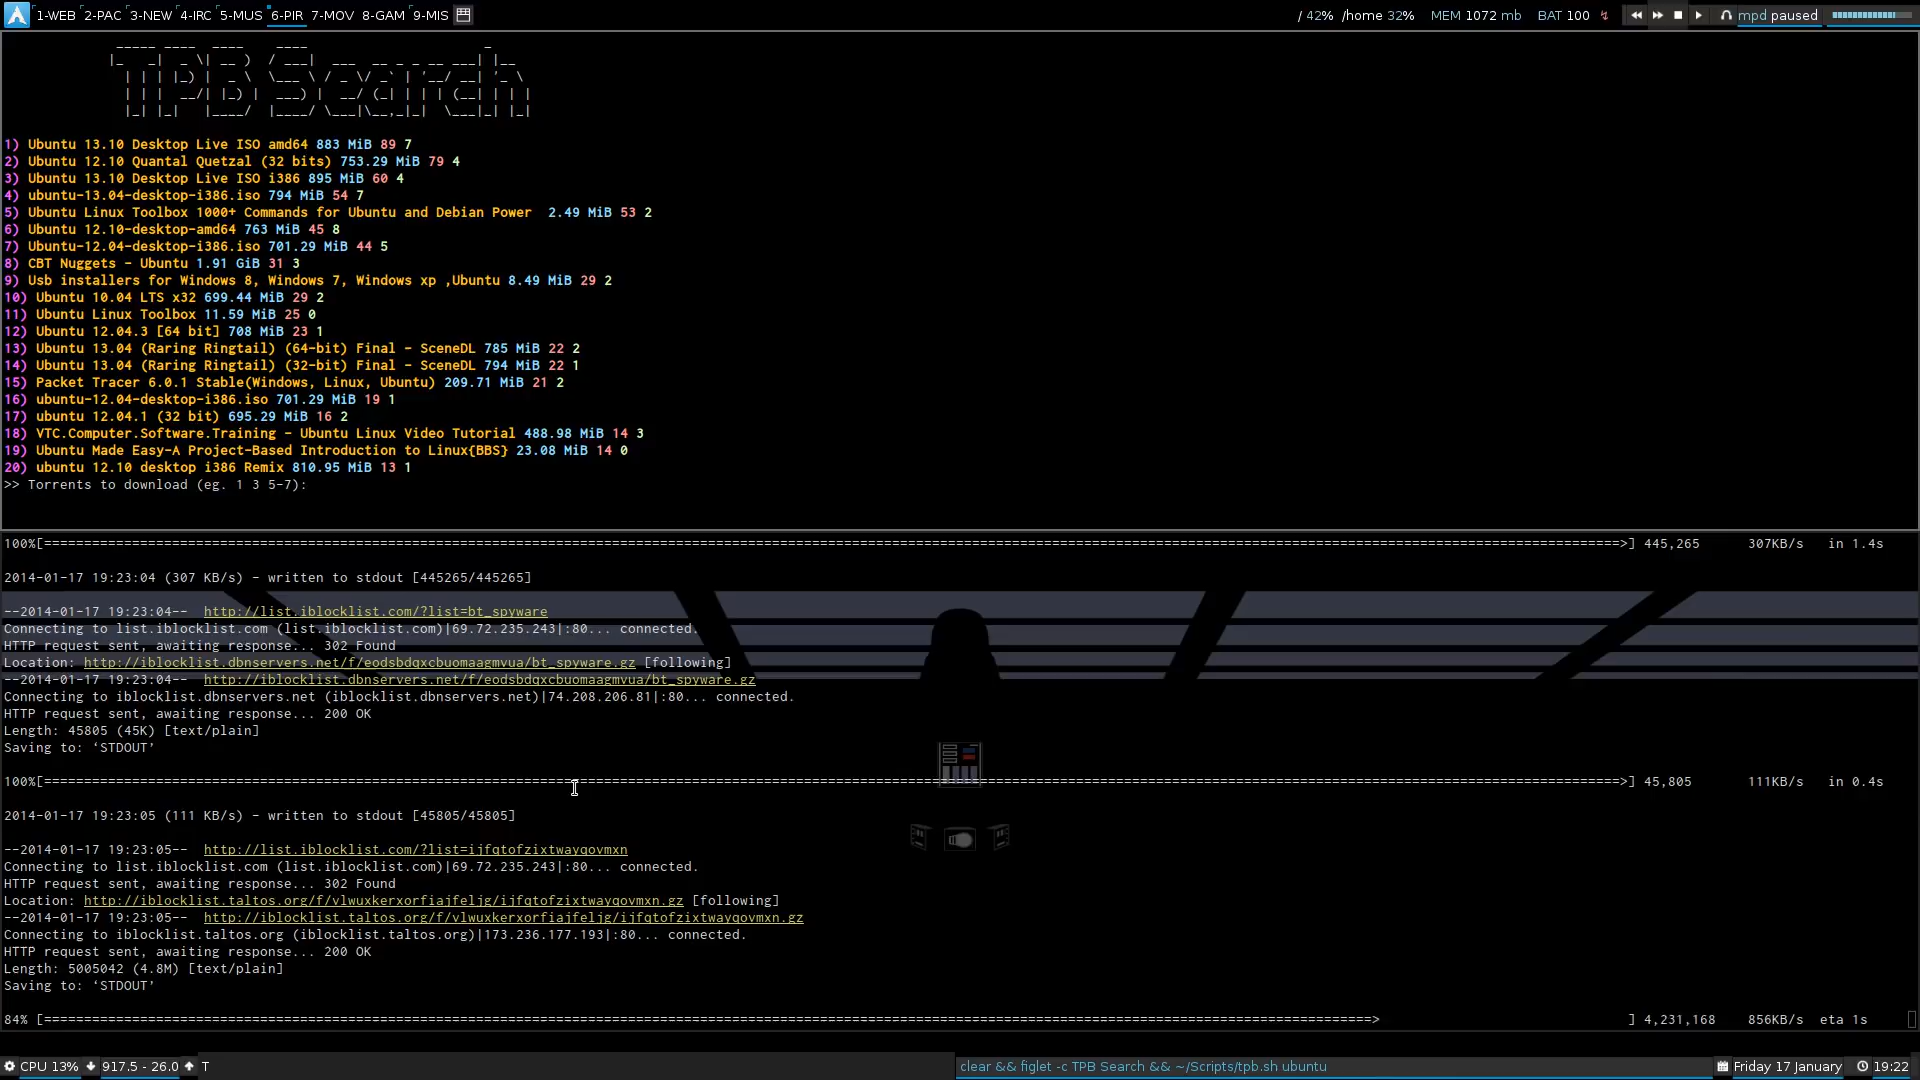 1-WEB 2-PAC 3-NEW 4-IRC 5-MUS 6-PIR 7-MOV 8-GAM 9-MIS / 42% /home 32% MEM 1072 mb BAT 100 mpd paused
TPB Search
1) Ubuntu 13.10 Desktop Live ISO amd64 883 MiB 89 7
2) Ubuntu 12.10 Quantal Quetzal (32 bits) 753.29 MiB 79 4
3) Ubuntu 13.10 Desktop Live ISO i386 895 MiB 60 4
4) ubuntu-13.04-desktop-i386.iso 794 MiB 54 7
5) Ubuntu Linux Toolbox 1000+ Commands for Ubuntu and Debian Power  2.49 MiB 53 2
6) Ubuntu 12.10-desktop-amd64 763 MiB 45 8
7) Ubuntu-12.04-desktop-i386.iso 701.29 MiB 44 5
8) CBT Nuggets - Ubuntu 1.91 GiB 31 3
9) Usb installers for Windows 8, Windows 7, Windows xp ,Ubuntu 8.49 MiB 29 2
10) Ubuntu 10.04 LTS x32 699.44 MiB 29 2
11) Ubuntu Linux Toolbox 11.59 MiB 25 0
12) Ubuntu 12.04.3 [64 bit] 708 MiB 23 1
13) Ubuntu 13.04 (Raring Ringtail) (64-bit) Final - SceneDL 785 MiB 22 2
14) Ubuntu 13.04 (Raring Ringtail) (32-bit) Final - SceneDL 794 MiB 22 1
15) Packet Tracer 6.0.1 Stable(Windows, Linux, Ubuntu) 209.71 MiB 21 2
16) ubuntu-12.04-desktop-i386.iso 701.29 MiB 19 1
17) ubuntu 12.04.1 (32 bit) 695.29 MiB 16 2
18) VTC.Computer.Software.Training - Ubuntu Linux Video Tutorial 488.98 MiB 14 3
19) Ubuntu Made Easy-A Project-Based Introduction to Linux{BBS} 23.08 MiB 14 0
20) ubuntu 12.10 desktop i386 Remix 810.95 MiB 13 1
>> Torrents to download (eg. 1 3 5-7):
100%[======================================>] 445,265 307KB/s in 1.4s
2014-01-17 19:23:04 (307 KB/s) - written to stdout [445265/445265]
--2014-01-17 19:23:04--  http://list.iblocklist.com/?list=bt_spyware
Connecting to list.iblocklist.com (list.iblocklist.com)|69.72.235.243|:80... connected.
HTTP request sent, awaiting response... 302 Found
Location: http://iblocklist.dbnservers.net/f/eodsbdqxcbuomaagmvua/bt_spyware.gz [following]
--2014-01-17 19:23:04--  http://iblocklist.dbnservers.net/f/eodsbdqxcbuomaagmvua/bt_spyware.gz
Connecting to iblocklist.dbnservers.net (iblocklist.dbnservers.net)|74.208.206.81|:80... connected.
HTTP request sent, awaiting response... 200 OK
Length: 45805 (45K) [text/plain]
Saving to: ‘STDOUT’
100%[======================================>] 45,805 111KB/s in 0.4s
2014-01-17 19:23:05 (111 KB/s) - written to stdout [45805/45805]
--2014-01-17 19:23:05--  http://list.iblocklist.com/?list=ijfqtofzixtwayqovmxn
Connecting to list.iblocklist.com (list.iblocklist.com)|69.72.235.243|:80... connected.
HTTP request sent, awaiting response... 302 Found
Location: http://iblocklist.taltos.org/f/vlwuxkerxorfiajfeljg/ijfqtofzixtwayqovmxn.gz [following]
--2014-01-17 19:23:05--  http://iblocklist.taltos.org/f/vlwuxkerxorfiajfeljg/ijfqtofzixtwayqovmxn.gz
Connecting to iblocklist.taltos.org (iblocklist.taltos.org)|173.236.177.193|:80... connected.
HTTP request sent, awaiting response... 200 OK
Length: 5005042 (4.8M) [text/plain]
Saving to: ‘STDOUT’
84% [================================> ] 4,231,168 856KB/s eta 1s
CPU 13% 917.5 - 26.0 T clear && figlet -c TPB Search && ~/Scripts/tpb.sh ubuntu Friday 17 January 19:22